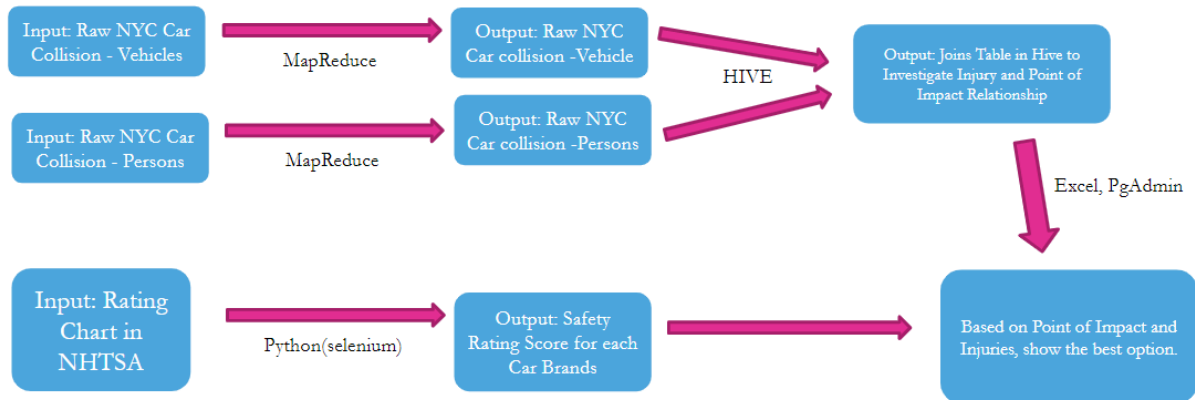 Input: Raw NYC Car
Collision - Vehicles
MapReduce
Output: Raw NYC
Car collision -Vehicle
HIVE
Output: Joins Table in Hive to
Investigate Injury and Point of
Impact Relationship
Input: Raw NYC Car
Collision - Persons
MapReduce
Output: Raw NYC
Car collision -Persons
Excel, PgAdmin
Input: Rating
Chart in
NHTSA
Python(selenium)
Output: Safety
Rating Score for each
Car Brands
Based on Point of Impact and
Injuries, show the best option.